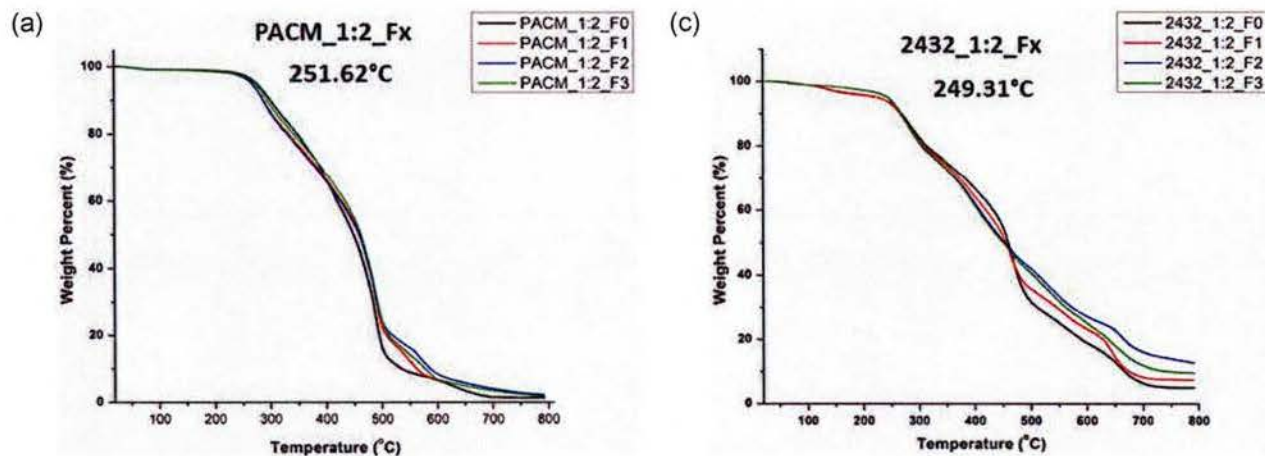 (a)
PACM_1:2_Fx
251.62°C
PACM_1:2_F0
PACM_1:2_F1
PACM_1:2_F2
PACM_1:2_F3
Weight Percent (%)
100
80
60
40
20
0
100 200 300 400 500 600 700 800
Temperature (°C)
(c)
2432_1:2_Fx
249.31°C
2432_1:2_F0
2432_1:2_F1
2432_1:2_F2
2432_1:2_F3
Weight Percent (%)
100
80
60
40
20
0
100 200 300 400 500 600 700 800
Temperature (°C)